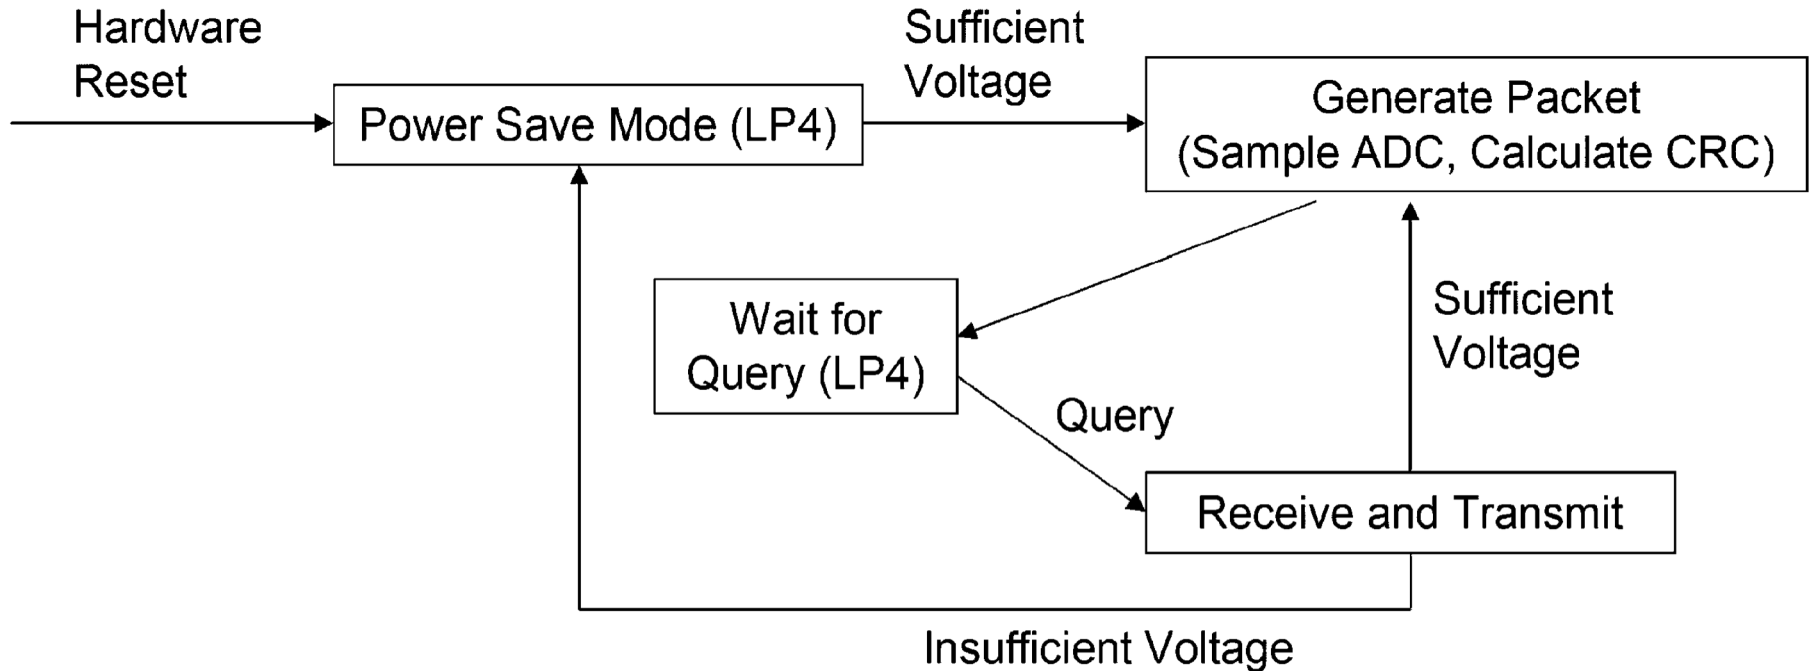 Hardware
Reset
Sufficient
Voltage
Power Save Mode (LP4)
Generate Packet
(Sample ADC, Calculate CRC)
Wait for
Query (LP4)
Sufficient
Voltage
Query
Receive and Transmit
Insufficient Voltage